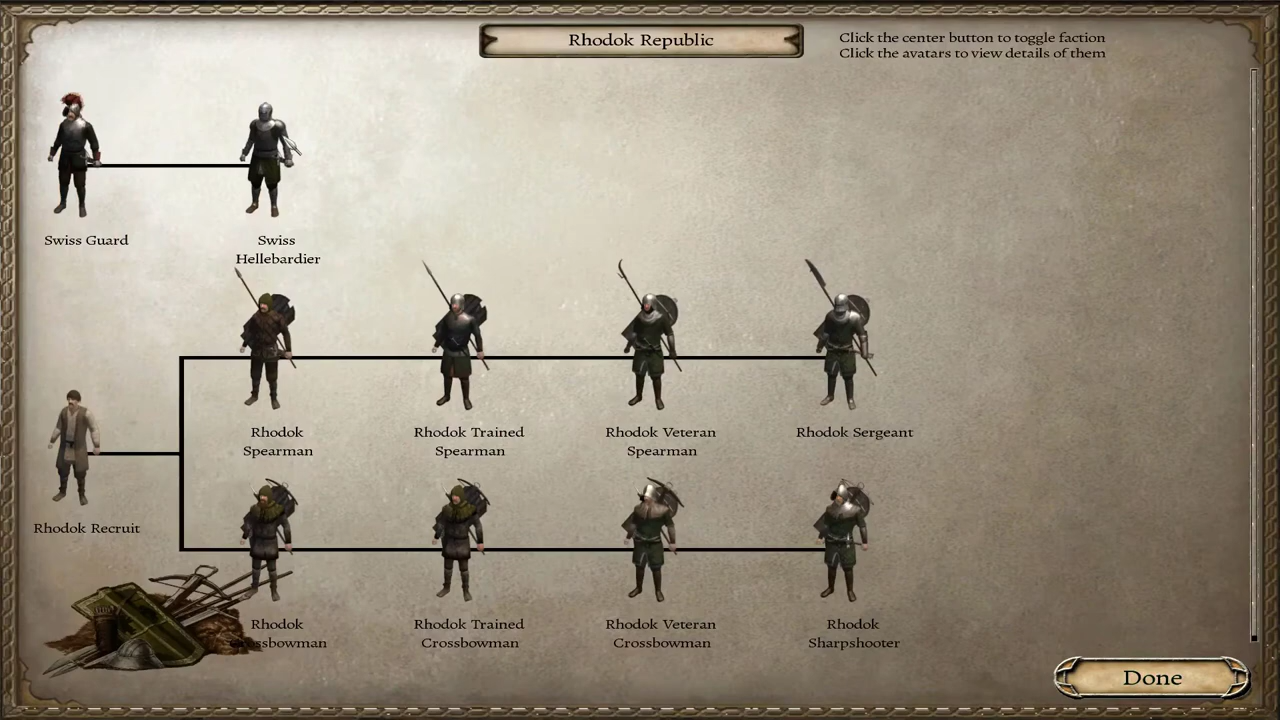 Rhodok Republic
Click the center button to toggle faction
Click the avatars to view details of them
Swiss Guard
Swiss
Hellebardier
Rhodok
Spearman
Rhodok Trained
Spearman
Rhodok Veteran
Spearman
Rhodok Sergeant
Rhodok Recruit
Rhodok
Crossbowman
Rhodok Trained
Crossbowman
Rhodok Veteran
Crossbowman
Rhodok
Sharpshooter
Done